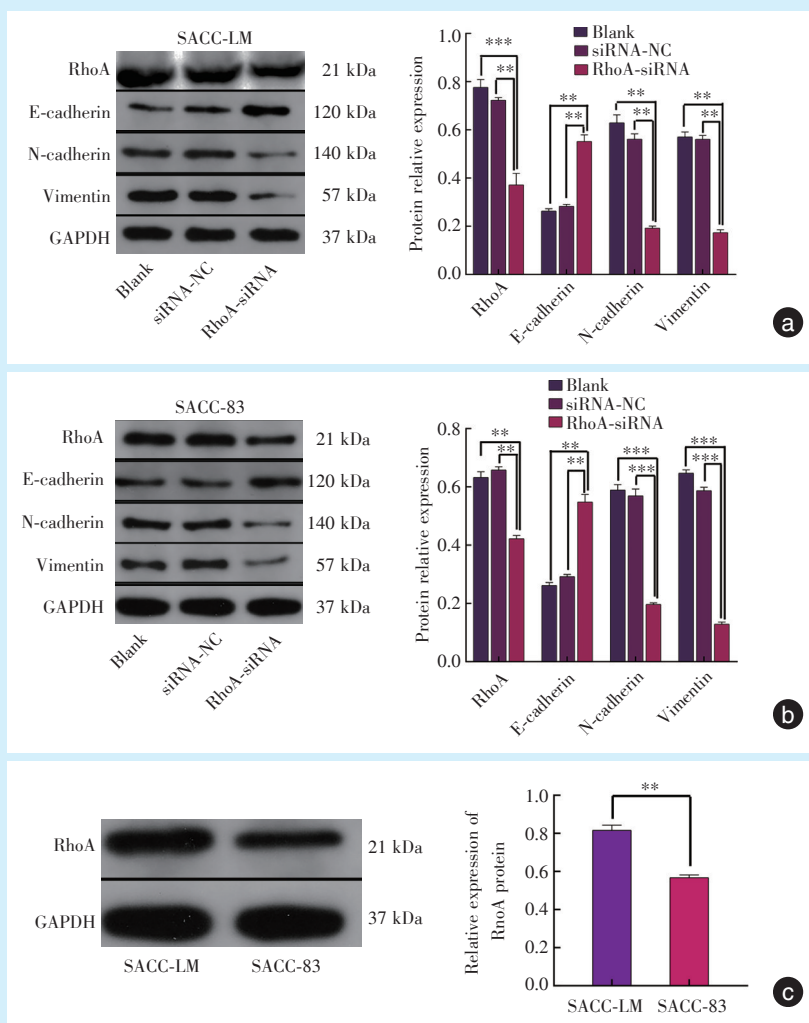 SACC-LM
RhoA 21 kDa
E-cadherin 120 kDa
N-cadherin 140 kDa
Vimentin 57 kDa
GAPDH 37 kDa
Blank siRNA-NC RhoA-siRNA
Blank
siRNA-NC
RhoA-siRNA
Protein relative expression
0.8
0.6
0.4
0.2
0.0
*** ** ** ** ** ** ** **
RhoA E-cadherin N-cadherin Vimentin
a
SACC-83
RhoA 21 kDa
E-cadherin 120 kDa
N-cadherin 140 kDa
Vimentin 57 kDa
GAPDH 37 kDa
Blank siRNA-NC RhoA-siRNA
Blank
siRNA-NC
RhoA-siRNA
Protein relative expression
0.8
0.6
0.4
0.2
0.0
** ** ** ** *** *** *** ***
RhoA E-cadherin N-cadherin Vimentin
b
RhoA 21 kDa
GAPDH 37 kDa
SACC-LM SACC-83
Relative expression of
RnoA protein
1.0
0.8
0.6
0.4
0.2
0.0
**
SACC-LM SACC-83
c